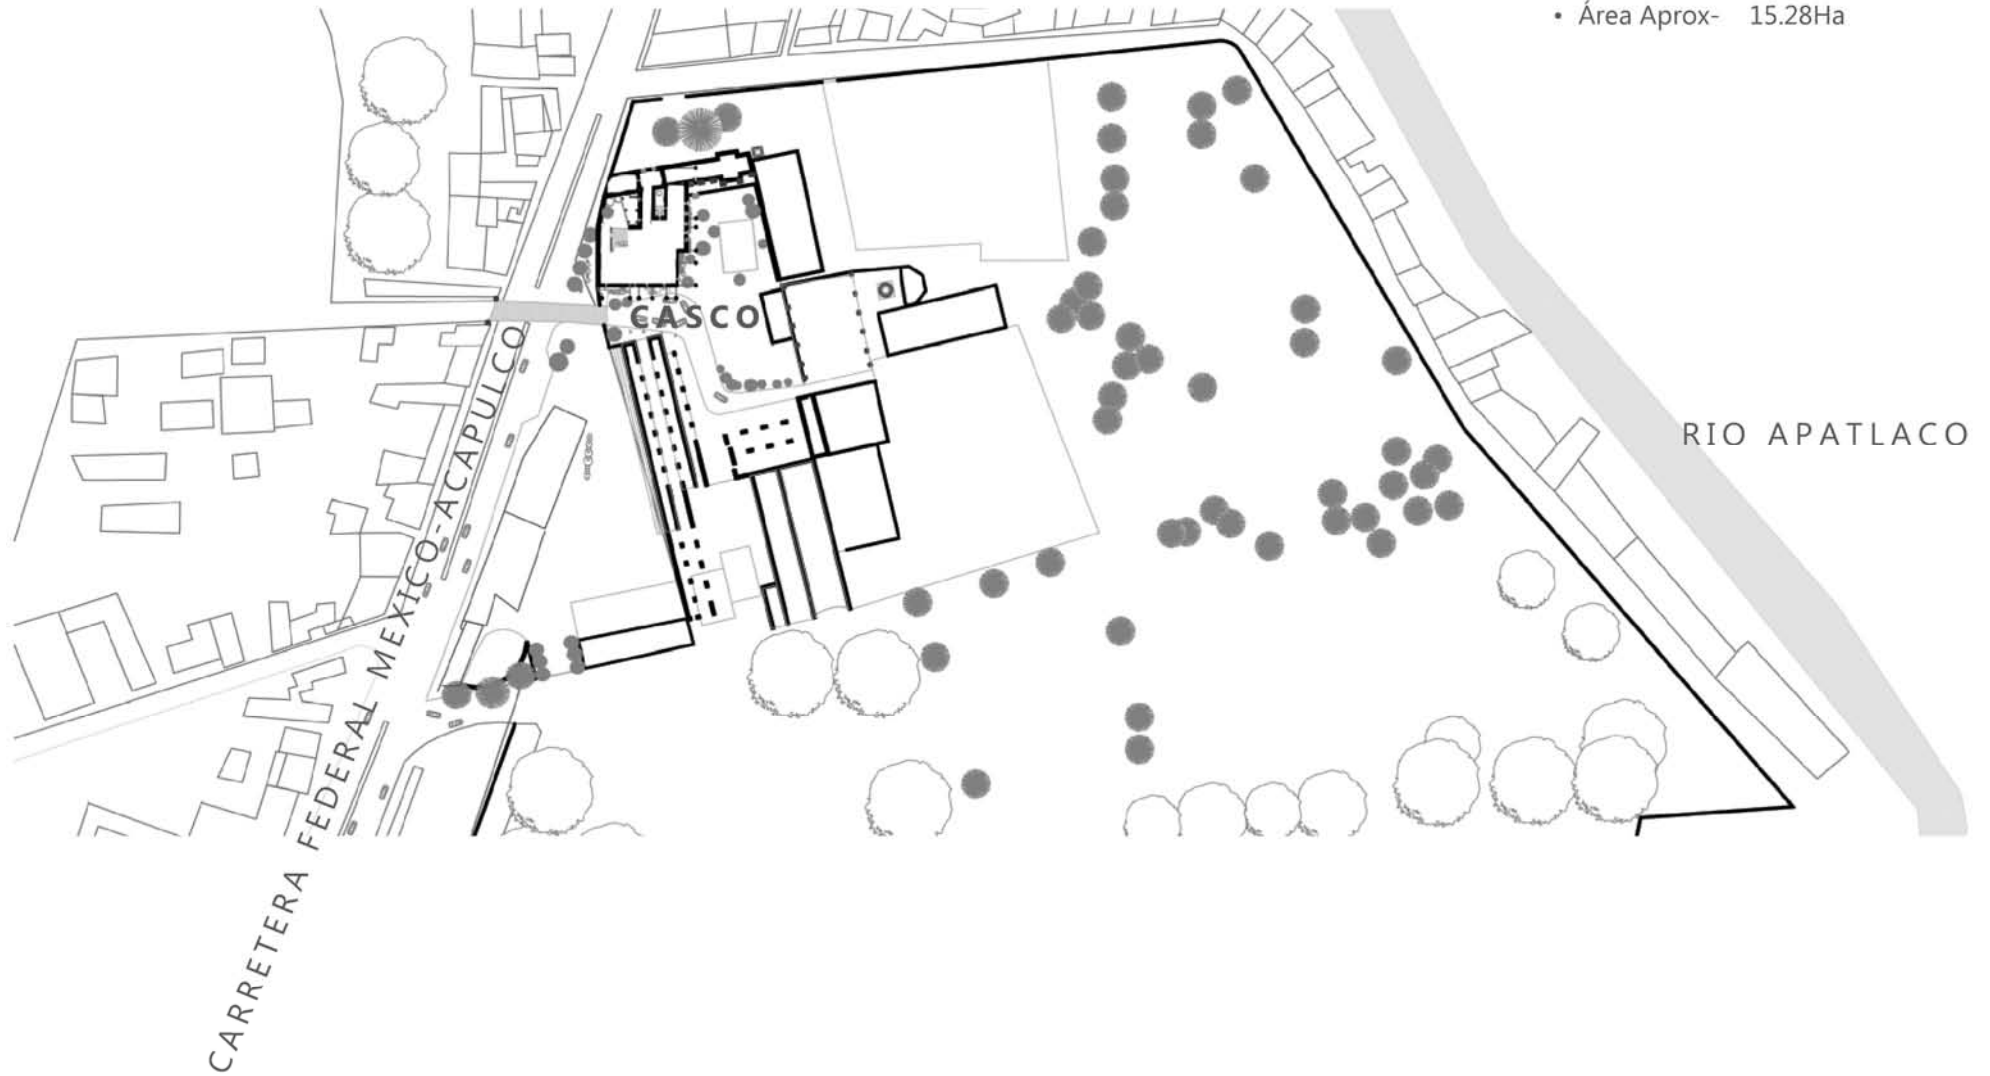 • Área Aprox- 15.28Ha
CASCO
RIO APATLACO
CARRETERA FEDERAL MEXICO-ACAPULCO